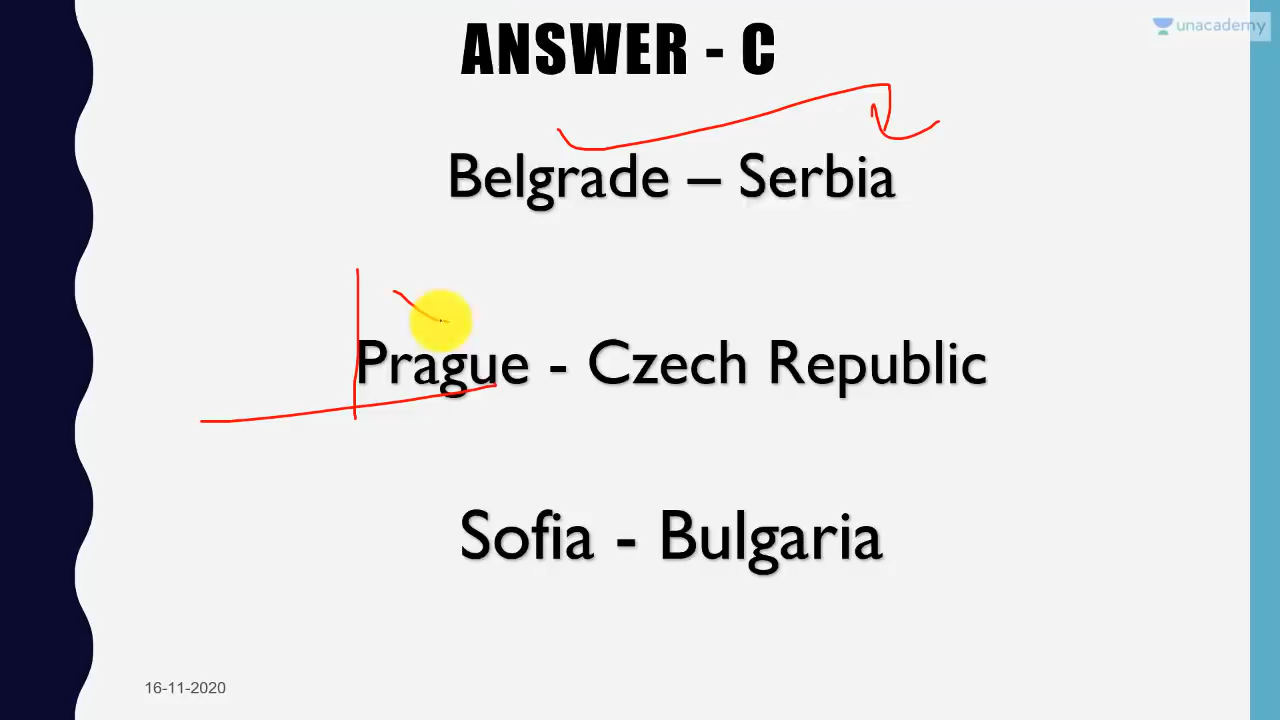 unacademy
ANSWER - C
Belgrade – Serbia
Prague - Czech Republic
Sofia - Bulgaria
16-11-2020